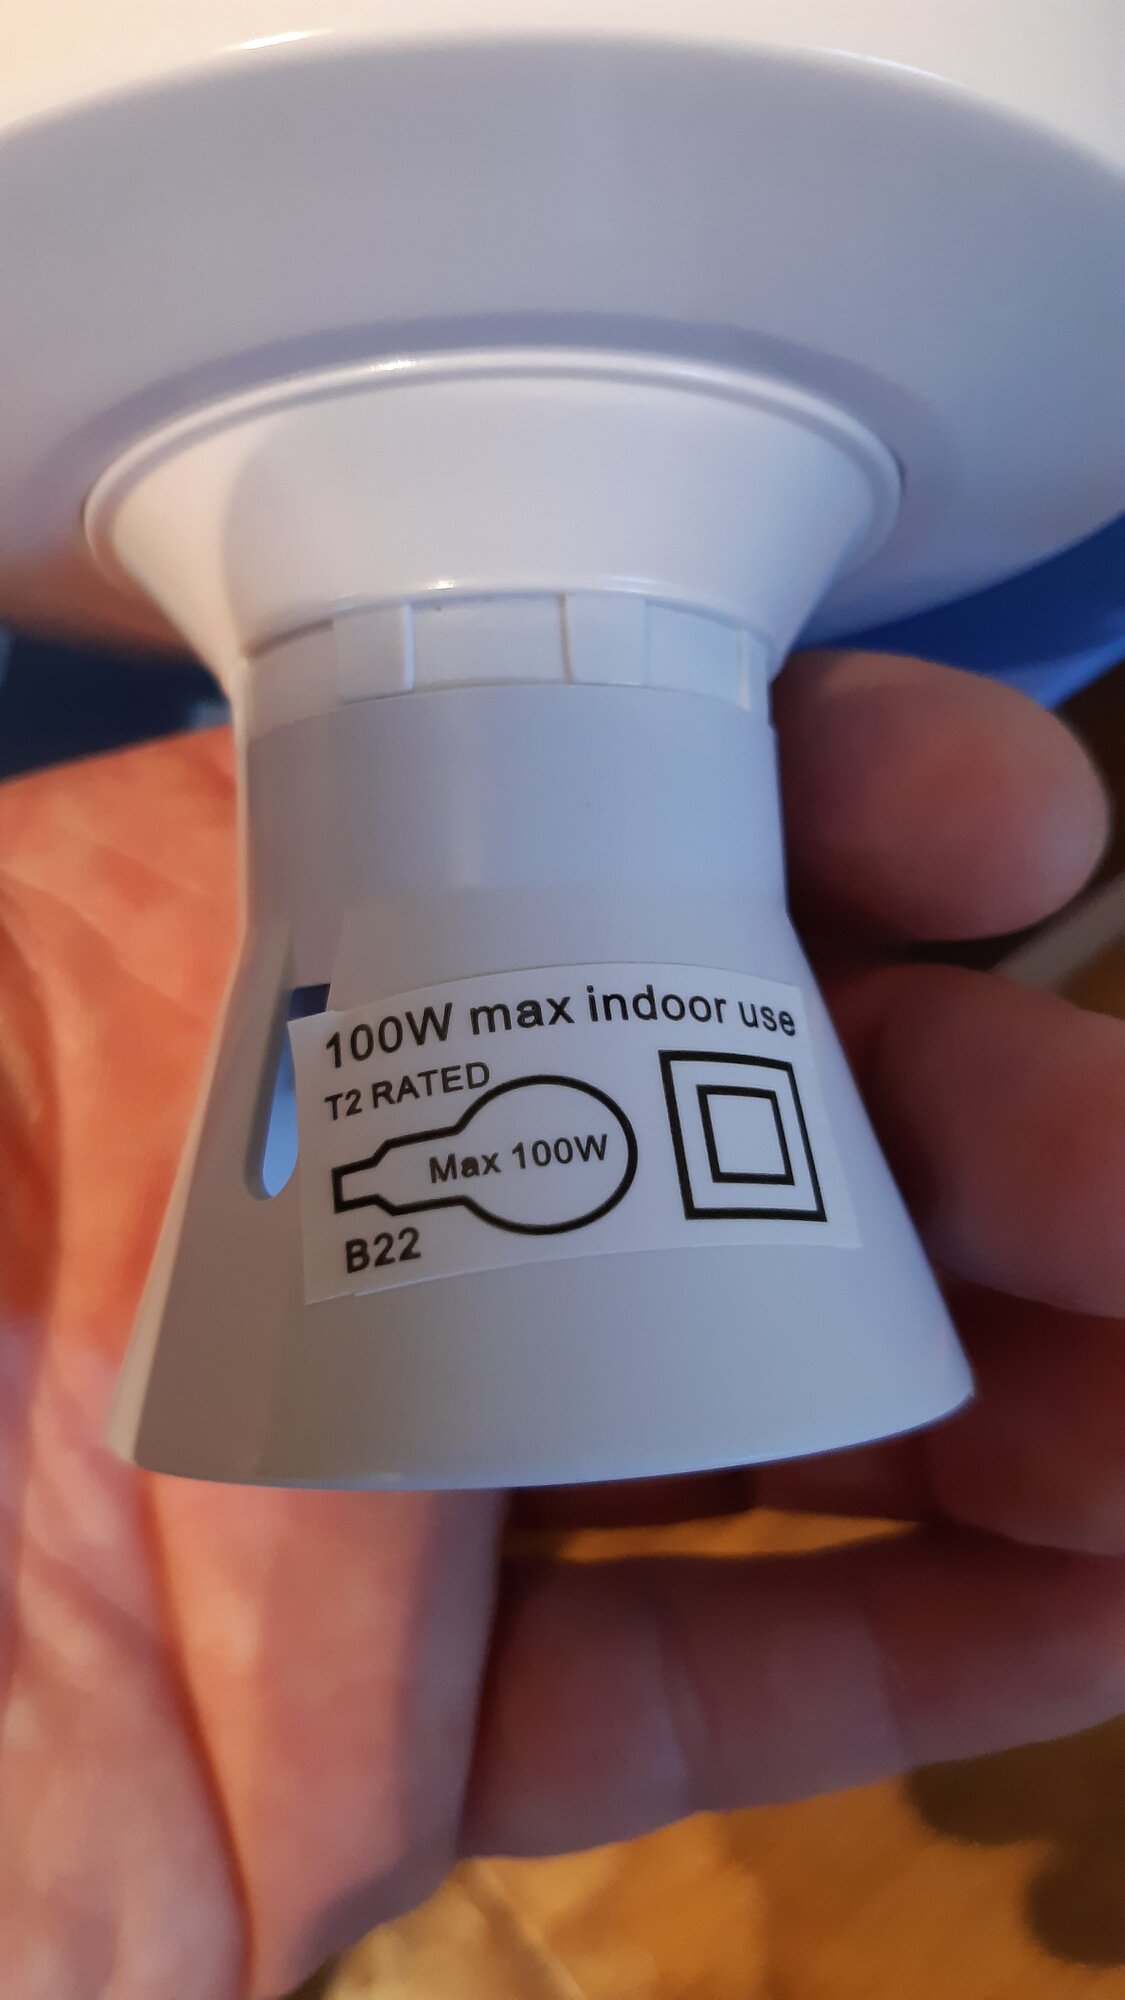 100W max indoor use
T2 RATED
Max 100W
B22